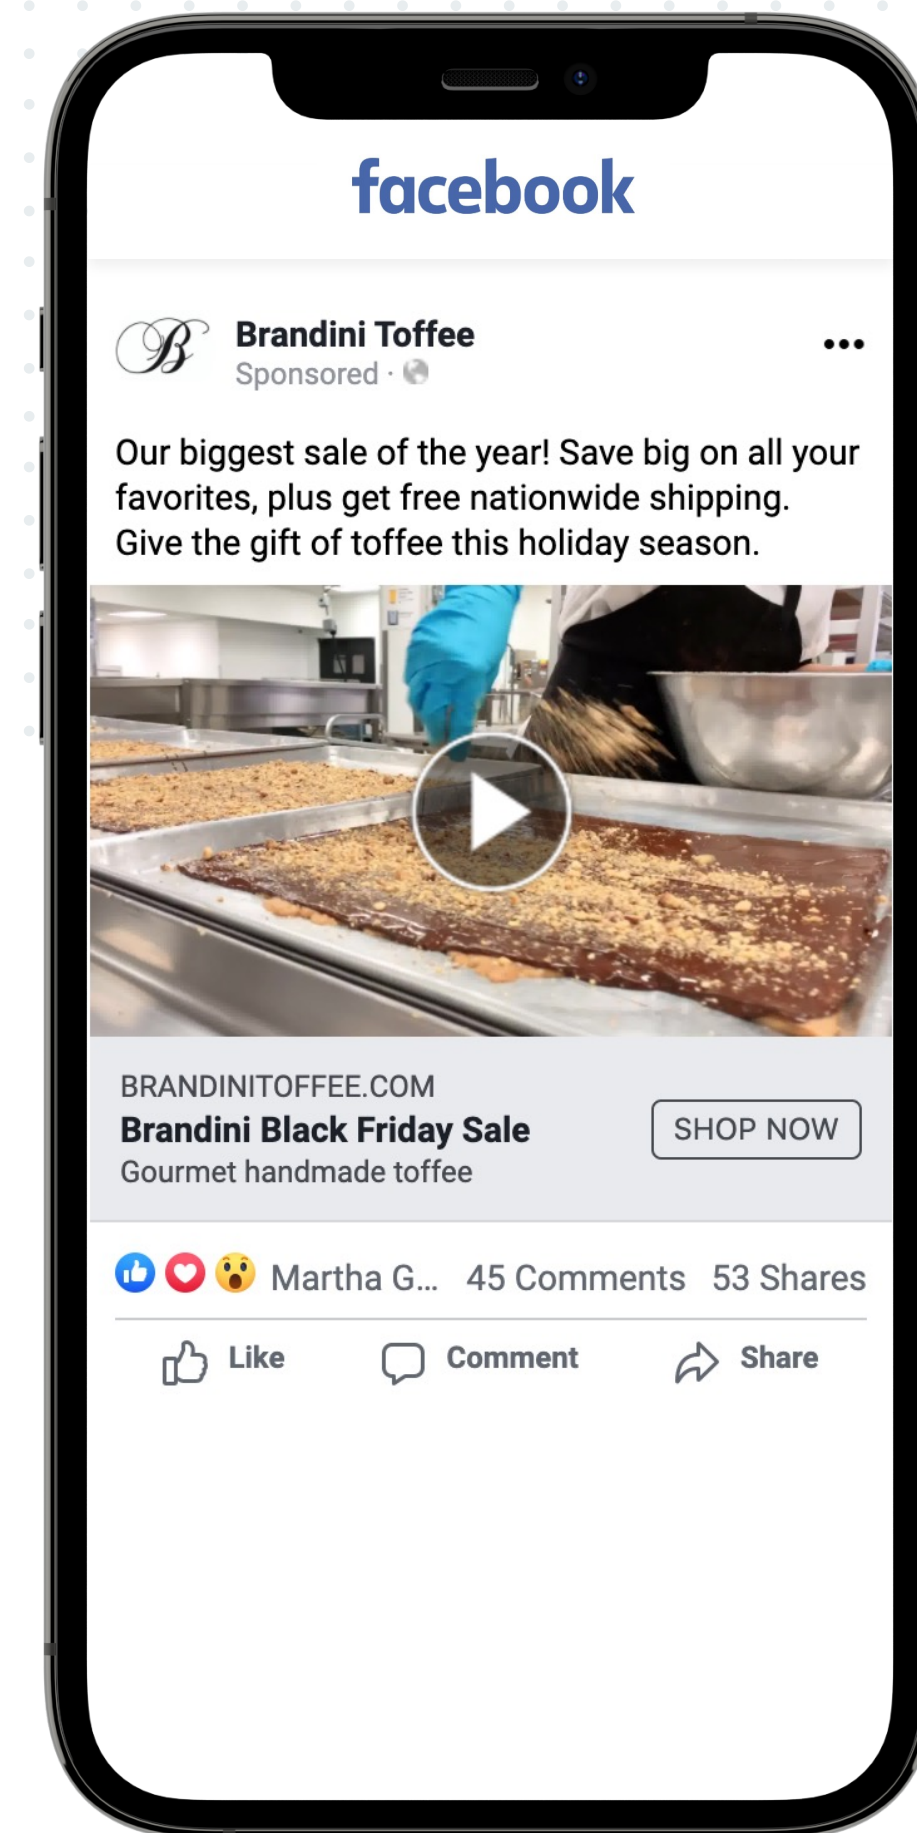 facebook
B
Brandini Toffee
Sponsored ·
Our biggest sale of the year! Save big on all your
favorites, plus get free nationwide shipping.
Give the gift of toffee this holiday season.
BRANDINITOFFEE.COM
Brandini Black Friday Sale
Gourmet handmade toffee
SHOP NOW
Martha G... 45 Comments 53 Shares
Like Comment Share